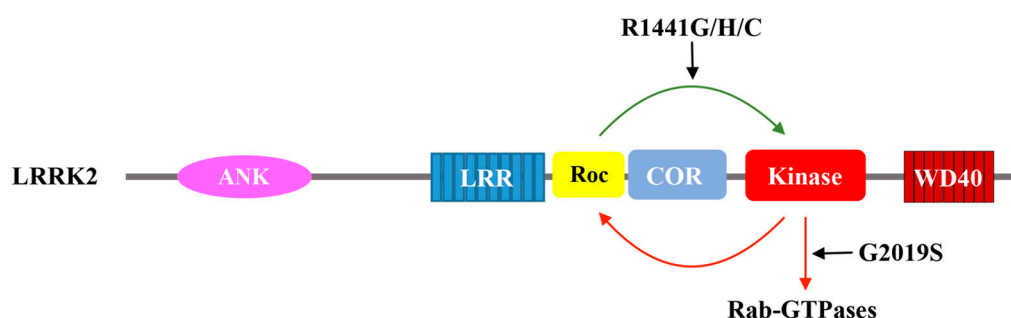 R1441G/H/C
LRRK2
ANK
LRR
Roc
COR
Kinase
WD40
G2019S
Rab-GTPases